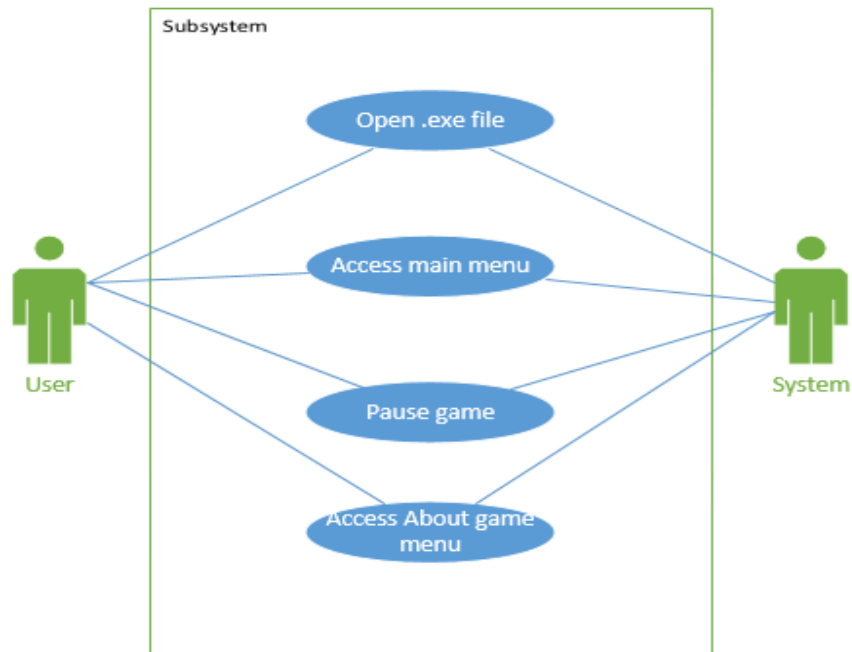 Subsystem
Open .exe file
Access main menu
User
System
Pause game
Access About game
menu